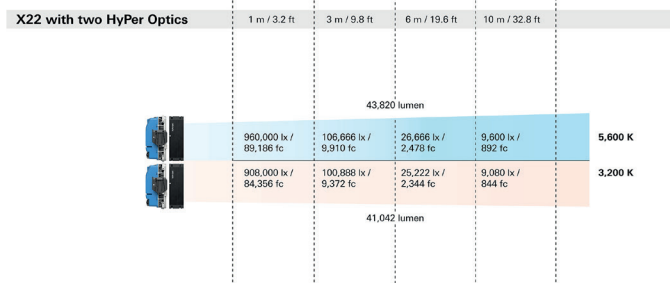 X22 with two HyPer Optics
1 m / 3.2 ft
3 m / 9.8 ft
6 m / 19.6 ft
10 m / 32.8 ft
43,820 lumen
960,000 lx /
89,186 fc
106,666 lx /
9,910 fc
26,666 lx /
2,478 fc
9,600 lx /
892 fc
5,600 K
908,000 lx /
84,356 fc
100,888 lx /
9,372 fc
25,222 lx /
2,344 fc
9,080 lx /
844 fc
3,200 K
41,042 lumen